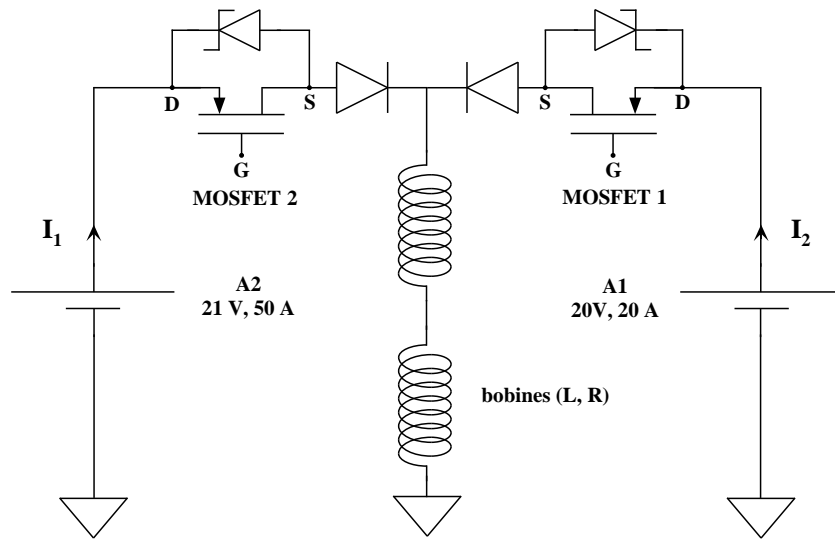 D
S
S
D
G
G
MOSFET 2
MOSFET 1
I₁
I₂
A2
21 V, 50 A
A1
20V, 20 A
bobines (L, R)